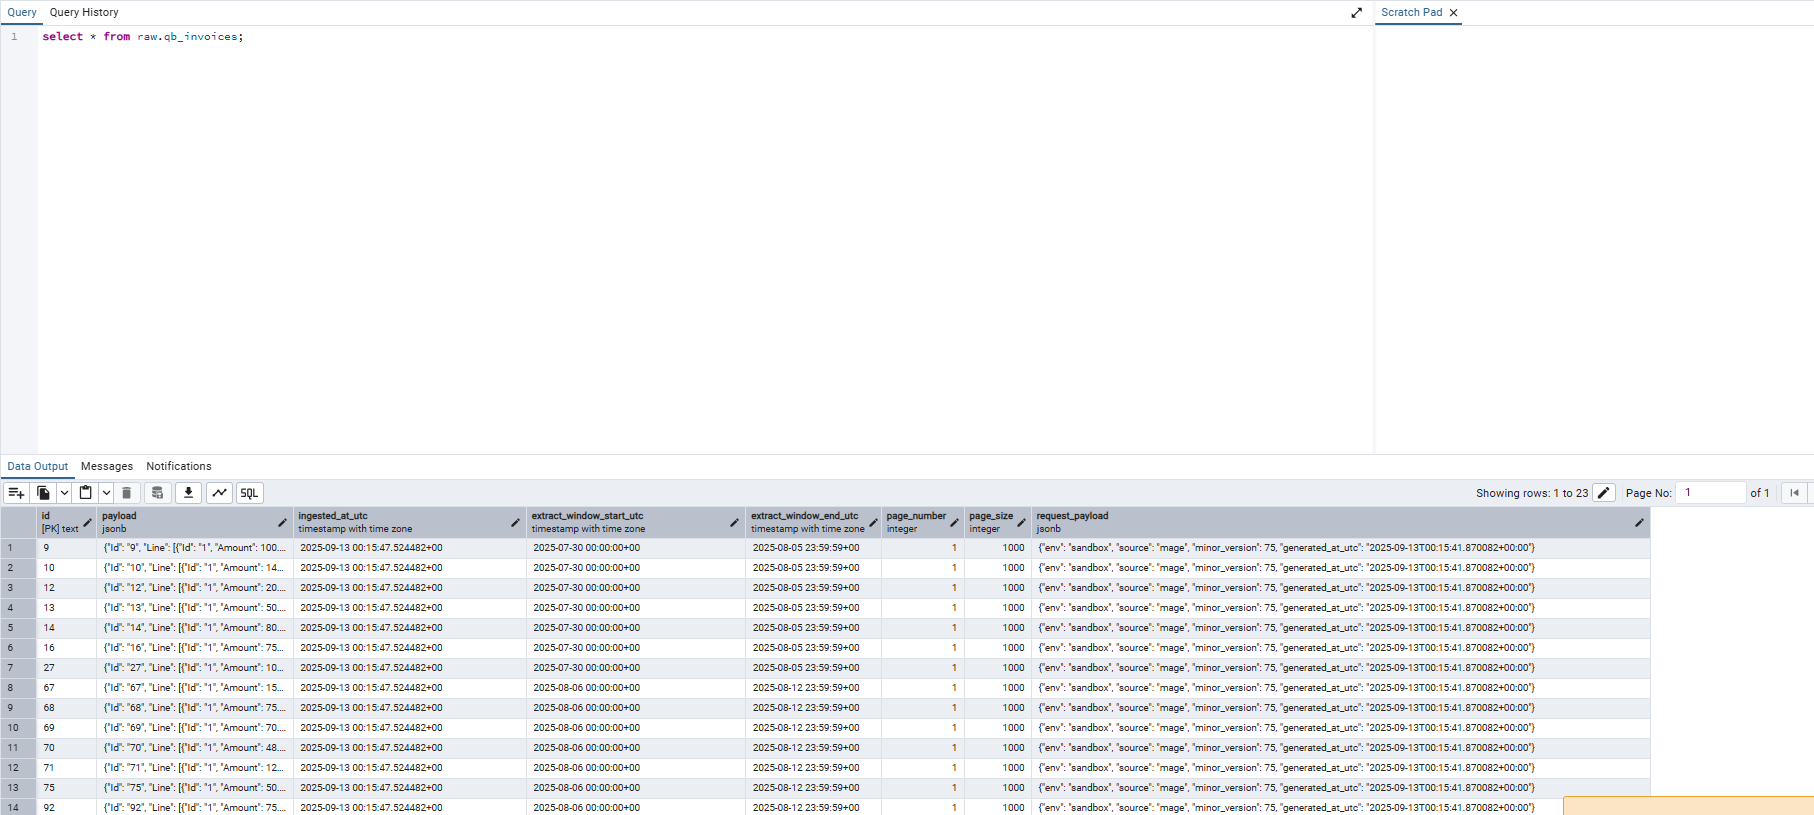 Query Query History Scratch Pad
1 select * from raw.qb_invoices;
Data Output Messages Notifications
SQL Showing rows: 1 to 23 Page No: 1 of 1
id payload ingested_at_utc extract_window_start_utc extract_window_end_utc page_number page_size request_payload
[PK] text jsonb timestamp with time zone timestamp with time zone timestamp with time zone integer integer jsonb
1 9 {"Id": "9", "Line": [{"Id": "1", "Amount": 100.... 2025-09-13 00:15:47.524482+00 2025-07-30 00:00:00+00 2025-08-05 23:59:59+00 1 1000 {"env": "sandbox", "source": "mage", "minor_version": 75, "generated_at_utc": "2025-09-13T00:15:41.870082+00:00"}
2 10 {"Id": "10", "Line": [{"Id": "1", "Amount": 14... 2025-09-13 00:15:47.524482+00 2025-07-30 00:00:00+00 2025-08-05 23:59:59+00 1 1000 {"env": "sandbox", "source": "mage", "minor_version": 75, "generated_at_utc": "2025-09-13T00:15:41.870082+00:00"}
3 12 {"Id": "12", "Line": [{"Id": "1", "Amount": 20.... 2025-09-13 00:15:47.524482+00 2025-07-30 00:00:00+00 2025-08-05 23:59:59+00 1 1000 {"env": "sandbox", "source": "mage", "minor_version": 75, "generated_at_utc": "2025-09-13T00:15:41.870082+00:00"}
4 13 {"Id": "13", "Line": [{"Id": "1", "Amount": 50.... 2025-09-13 00:15:47.524482+00 2025-07-30 00:00:00+00 2025-08-05 23:59:59+00 1 1000 {"env": "sandbox", "source": "mage", "minor_version": 75, "generated_at_utc": "2025-09-13T00:15:41.870082+00:00"}
5 14 {"Id": "14", "Line": [{"Id": "1", "Amount": 80.... 2025-09-13 00:15:47.524482+00 2025-07-30 00:00:00+00 2025-08-05 23:59:59+00 1 1000 {"env": "sandbox", "source": "mage", "minor_version": 75, "generated_at_utc": "2025-09-13T00:15:41.870082+00:00"}
6 16 {"Id": "16", "Line": [{"Id": "1", "Amount": 75.... 2025-09-13 00:15:47.524482+00 2025-07-30 00:00:00+00 2025-08-05 23:59:59+00 1 1000 {"env": "sandbox", "source": "mage", "minor_version": 75, "generated_at_utc": "2025-09-13T00:15:41.870082+00:00"}
7 27 {"Id": "27", "Line": [{"Id": "1", "Amount": 10... 2025-09-13 00:15:47.524482+00 2025-07-30 00:00:00+00 2025-08-05 23:59:59+00 1 1000 {"env": "sandbox", "source": "mage", "minor_version": 75, "generated_at_utc": "2025-09-13T00:15:41.870082+00:00"}
8 67 {"Id": "67", "Line": [{"Id": "1", "Amount": 15... 2025-09-13 00:15:47.524482+00 2025-08-06 00:00:00+00 2025-08-12 23:59:59+00 1 1000 {"env": "sandbox", "source": "mage", "minor_version": 75, "generated_at_utc": "2025-09-13T00:15:41.870082+00:00"}
9 68 {"Id": "68", "Line": [{"Id": "1", "Amount": 75.... 2025-09-13 00:15:47.524482+00 2025-08-06 00:00:00+00 2025-08-12 23:59:59+00 1 1000 {"env": "sandbox", "source": "mage", "minor_version": 75, "generated_at_utc": "2025-09-13T00:15:41.870082+00:00"}
10 69 {"Id": "69", "Line": [{"Id": "1", "Amount": 70.... 2025-09-13 00:15:47.524482+00 2025-08-06 00:00:00+00 2025-08-12 23:59:59+00 1 1000 {"env": "sandbox", "source": "mage", "minor_version": 75, "generated_at_utc": "2025-09-13T00:15:41.870082+00:00"}
11 70 {"Id": "70", "Line": [{"Id": "1", "Amount": 48.... 2025-09-13 00:15:47.524482+00 2025-08-06 00:00:00+00 2025-08-12 23:59:59+00 1 1000 {"env": "sandbox", "source": "mage", "minor_version": 75, "generated_at_utc": "2025-09-13T00:15:41.870082+00:00"}
12 71 {"Id": "71", "Line": [{"Id": "1", "Amount": 12... 2025-09-13 00:15:47.524482+00 2025-08-06 00:00:00+00 2025-08-12 23:59:59+00 1 1000 {"env": "sandbox", "source": "mage", "minor_version": 75, "generated_at_utc": "2025-09-13T00:15:41.870082+00:00"}
13 75 {"Id": "75", "Line": [{"Id": "1", "Amount": 50.... 2025-09-13 00:15:47.524482+00 2025-08-06 00:00:00+00 2025-08-12 23:59:59+00 1 1000 {"env": "sandbox", "source": "mage", "minor_version": 75, "generated_at_utc": "2025-09-13T00:15:41.870082+00:00"}
14 92 {"Id": "92", "Line": [{"Id": "1", "Amount": 75.... 2025-09-13 00:15:47.524482+00 2025-08-06 00:00:00+00 2025-08-12 23:59:59+00 1 1000 {"env": "sandbox", "source": "mage", "minor_version": 75, "generated_at_utc": "2025-09-13T00:15:41.870082+00:00"}